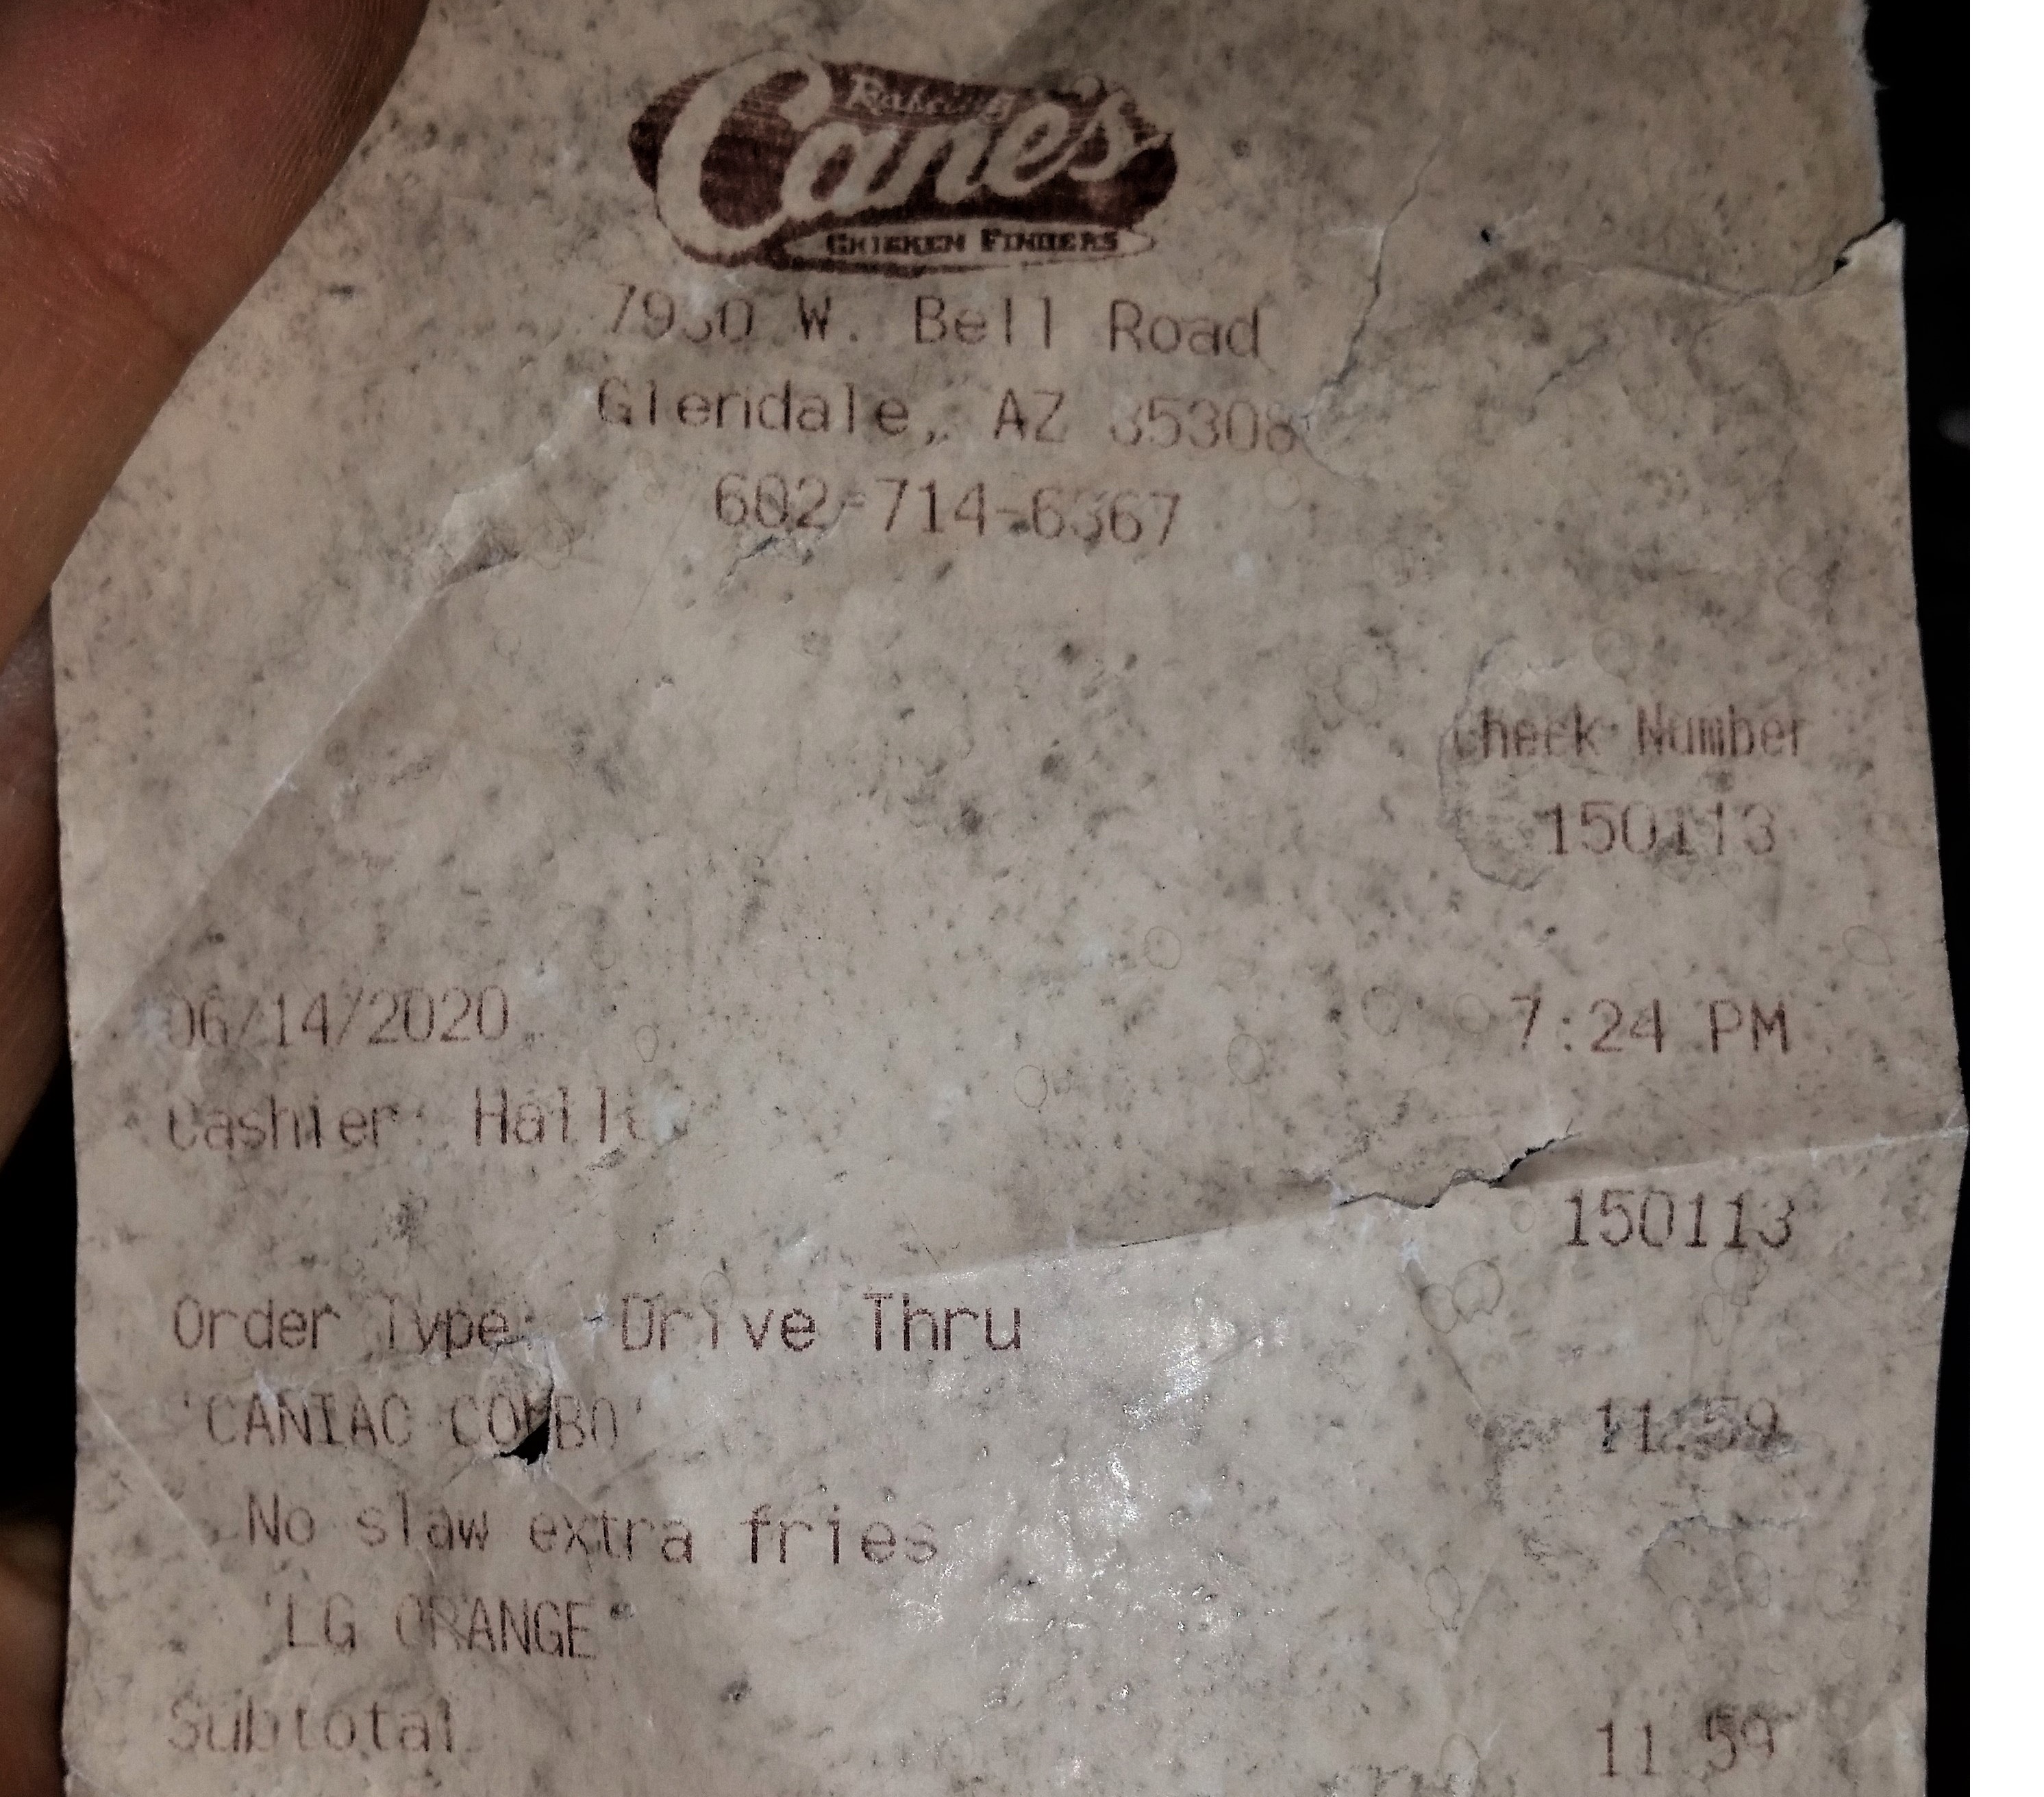 Raising
Cane's
CHICKEN FINGERS
7930 W. Bell Road
Glendale, AZ 85308
602-714-6367
Check Number
150113
06/14/2020 7:24 PM
Cashier:
150113
Order Type: Drive Thru
'CANIAC COMBO' 11.59
No slaw extra fries
'LG ORANGE'
Subtotal 11.59